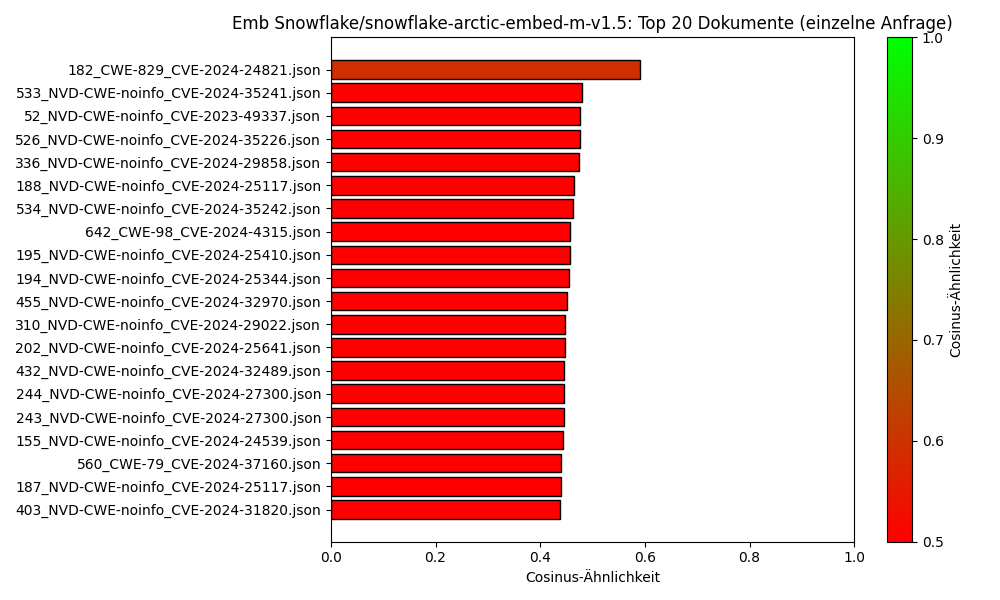 Emb Snowflake/snowflake-arctic-embed-m-v1.5: Top 20 Dokumente (einzelne Anfrage)
182_CWE-829_CVE-2024-24821.json
533_NVD-CWE-noinfo_CVE-2024-35241.json
52_NVD-CWE-noinfo_CVE-2023-49337.json
526_NVD-CWE-noinfo_CVE-2024-35226.json
336_NVD-CWE-noinfo_CVE-2024-29858.json
188_NVD-CWE-noinfo_CVE-2024-25117.json
534_NVD-CWE-noinfo_CVE-2024-35242.json
642_CWE-98_CVE-2024-4315.json
195_NVD-CWE-noinfo_CVE-2024-25410.json
194_NVD-CWE-noinfo_CVE-2024-25344.json
455_NVD-CWE-noinfo_CVE-2024-32970.json
310_NVD-CWE-noinfo_CVE-2024-29022.json
202_NVD-CWE-noinfo_CVE-2024-25641.json
432_NVD-CWE-noinfo_CVE-2024-32489.json
244_NVD-CWE-noinfo_CVE-2024-27300.json
243_NVD-CWE-noinfo_CVE-2024-27300.json
155_NVD-CWE-noinfo_CVE-2024-24539.json
560_CWE-79_CVE-2024-37160.json
187_NVD-CWE-noinfo_CVE-2024-25117.json
403_NVD-CWE-noinfo_CVE-2024-31820.json
0.0 0.2 0.4 0.6 0.8 1.0
Cosinus-Ähnlichkeit
1.0
0.9
0.8
0.7
0.6
0.5
Cosinus-Ähnlichkeit